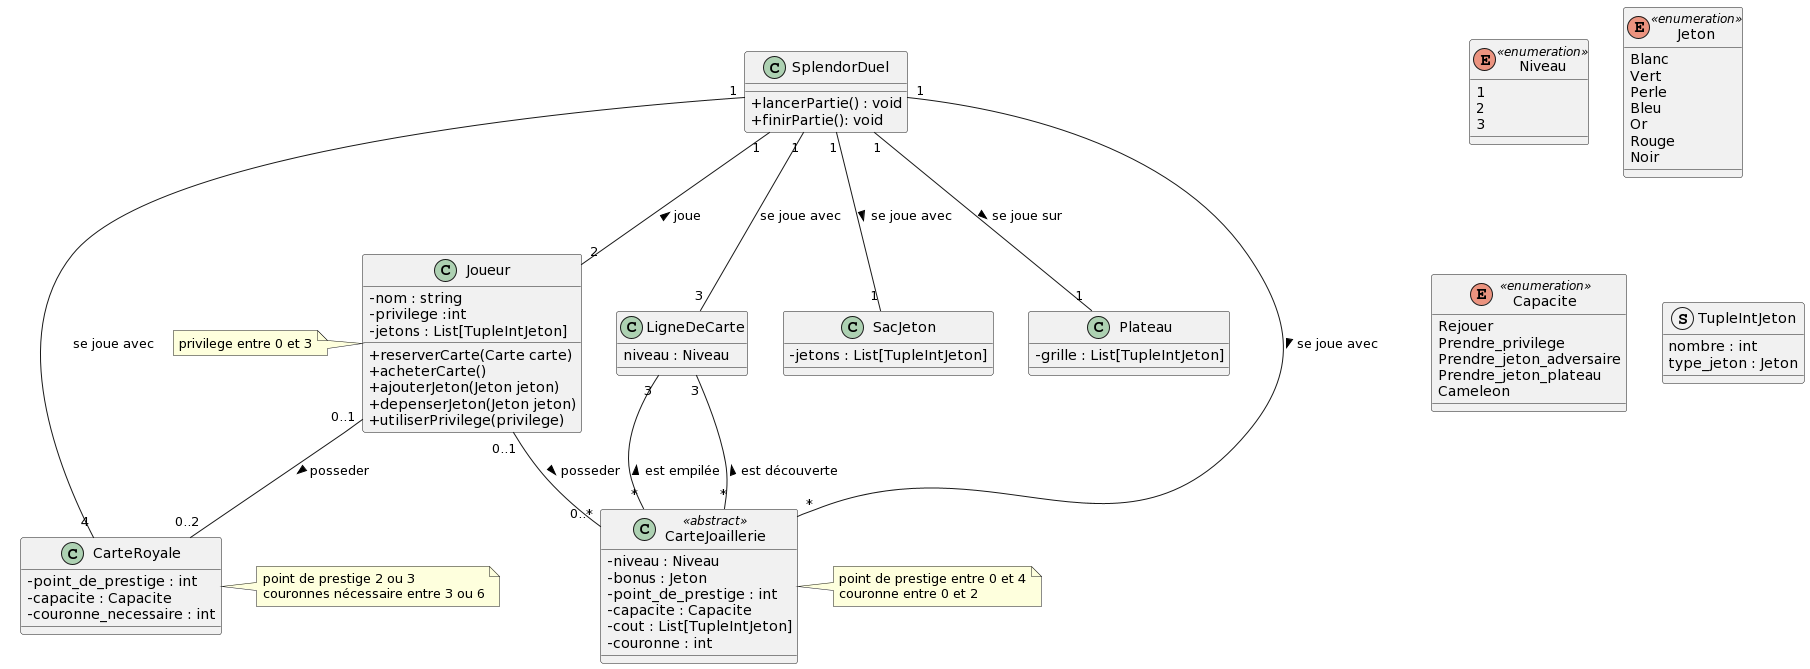 C SplendorDuel
+lancerPartie() : void
+finirPartie(): void
E «enumeration»
Niveau
1
2
3
E «enumeration»
Jeton
Blanc
Vert
Perle
Bleu
Or
Rouge
Noir
1
1
1
1
1
1
joue
se joue avec
se joue avec
se joue sur
2
3
1
1
C Joueur
-nom : string
-privilege :int
-jetons : List[TupleIntJeton]
+reserverCarte(Carte carte)
+acheterCarte()
+ajouterJeton(Jeton jeton)
+depenserJeton(Jeton jeton)
+utiliserPrivilege(privilege)
privilege entre 0 et 3
se joue avec
C LigneDeCarte
niveau : Niveau
C SacJeton
-jetons : List[TupleIntJeton]
C Plateau
-grille : List[TupleIntJeton]
se joue avec
E «enumeration»
Capacite
Rejouer
Prendre_privilege
Prendre_jeton_adversaire
Prendre_jeton_plateau
Cameleon
S TupleIntJeton
nombre : int
type_jeton : Jeton
0..1
0..1
3
3
posseder
posseder
est empilée
est découverte
4
0..2
0..*
*
*
*
C CarteRoyale
-point_de_prestige : int
-capacite : Capacite
-couronne_necessaire : int
point de prestige 2 ou 3
couronnes nécessaire entre 3 ou 6
C «abstract»
CarteJoaillerie
-niveau : Niveau
-bonus : Jeton
-point_de_prestige : int
-capacite : Capacite
-cout : List[TupleIntJeton]
-couronne : int
point de prestige entre 0 et 4
couronne entre 0 et 2